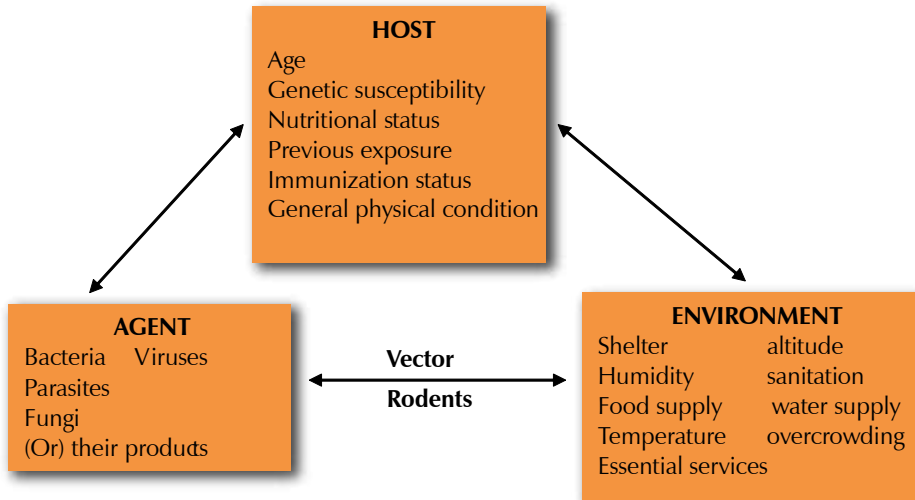 HOST
Age
Genetic susceptibility
Nutritional status
Previous exposure
Immunization status
General physical condition
AGENT
Bacteria Viruses
Parasites
Fungi
(Or) their products
Vector
Rodents
ENVIRONMENT
Shelter altitude
Humidity sanitation
Food supply water supply
Temperature overcrowding
Essential services